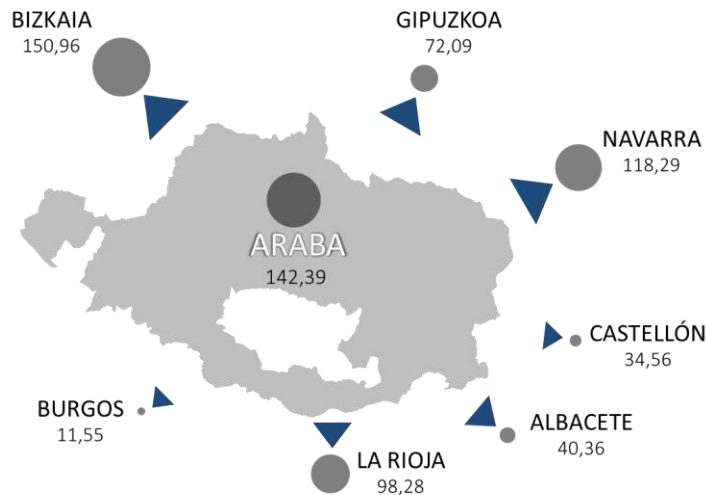 BIZKAIA
150,96
GIPUZKOA
72,09
NAVARRA
118,29
ARABA
142,39
CASTELLÓN
34,56
BURGOS
11,55
ALBACETE
40,36
LA RIOJA
98,28